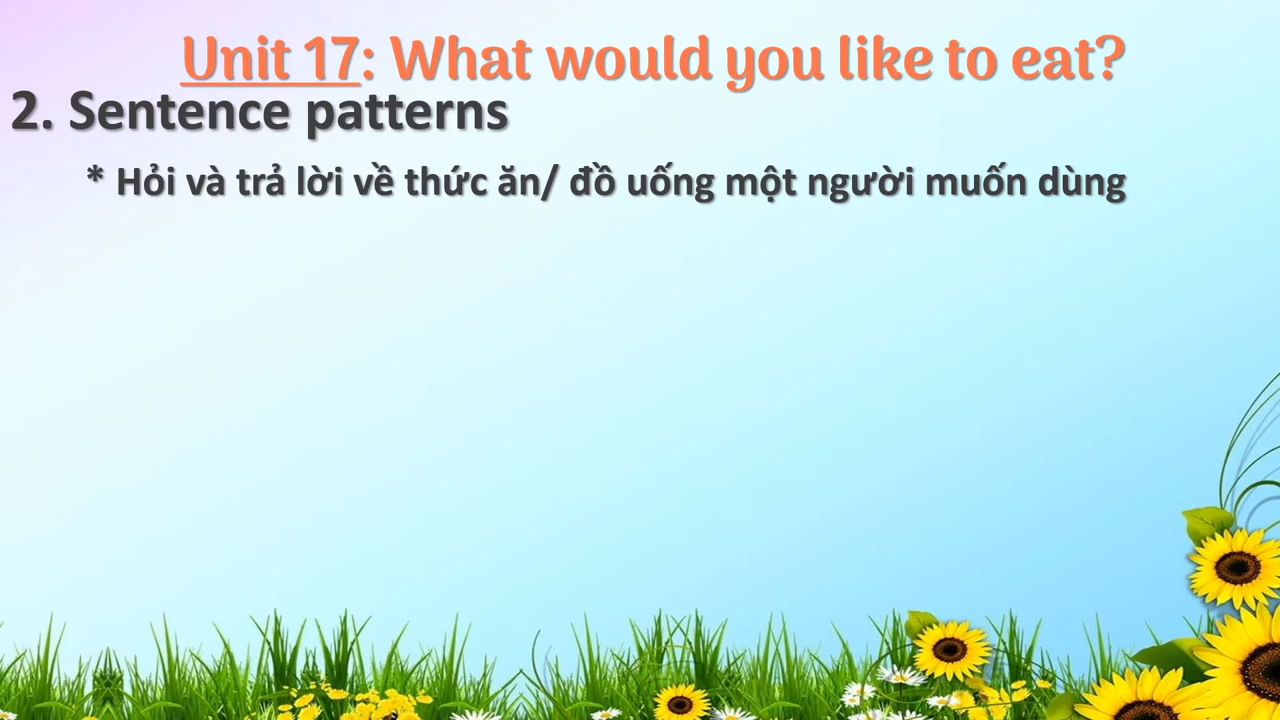 Unit 17: What would you like to eat?
2. Sentence patterns
* Hỏi và trả lời về thức ăn/ đồ uống một người muốn dùng